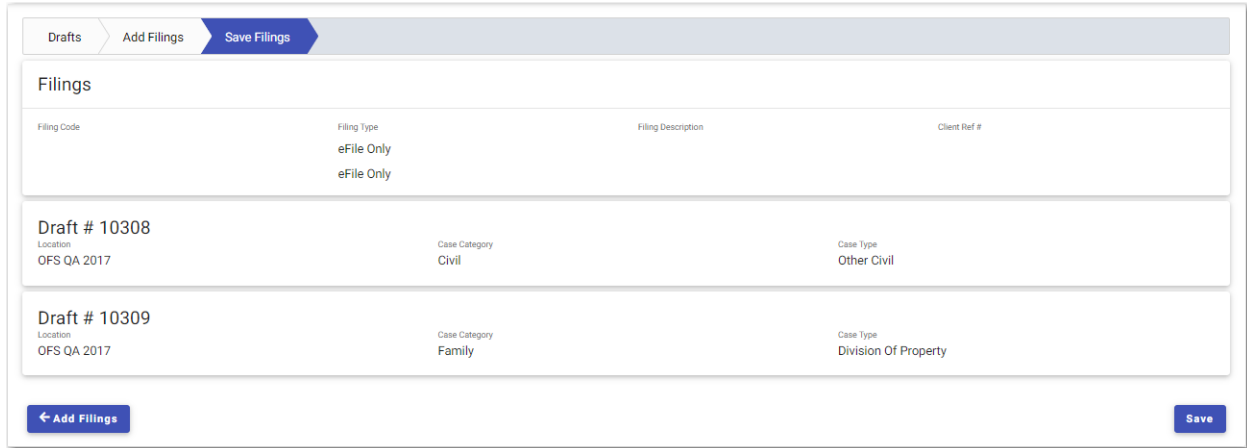 Drafts Add Filings Save Filings
Filings
Filing Code Filing Type Filing Description Client Ref #
eFile Only
eFile Only
Draft # 10308
Location Case Category Case Type
OFS QA 2017 Civil Other Civil
Draft # 10309
Location Case Category Case Type
OFS QA 2017 Family Division Of Property
Add Filings Save